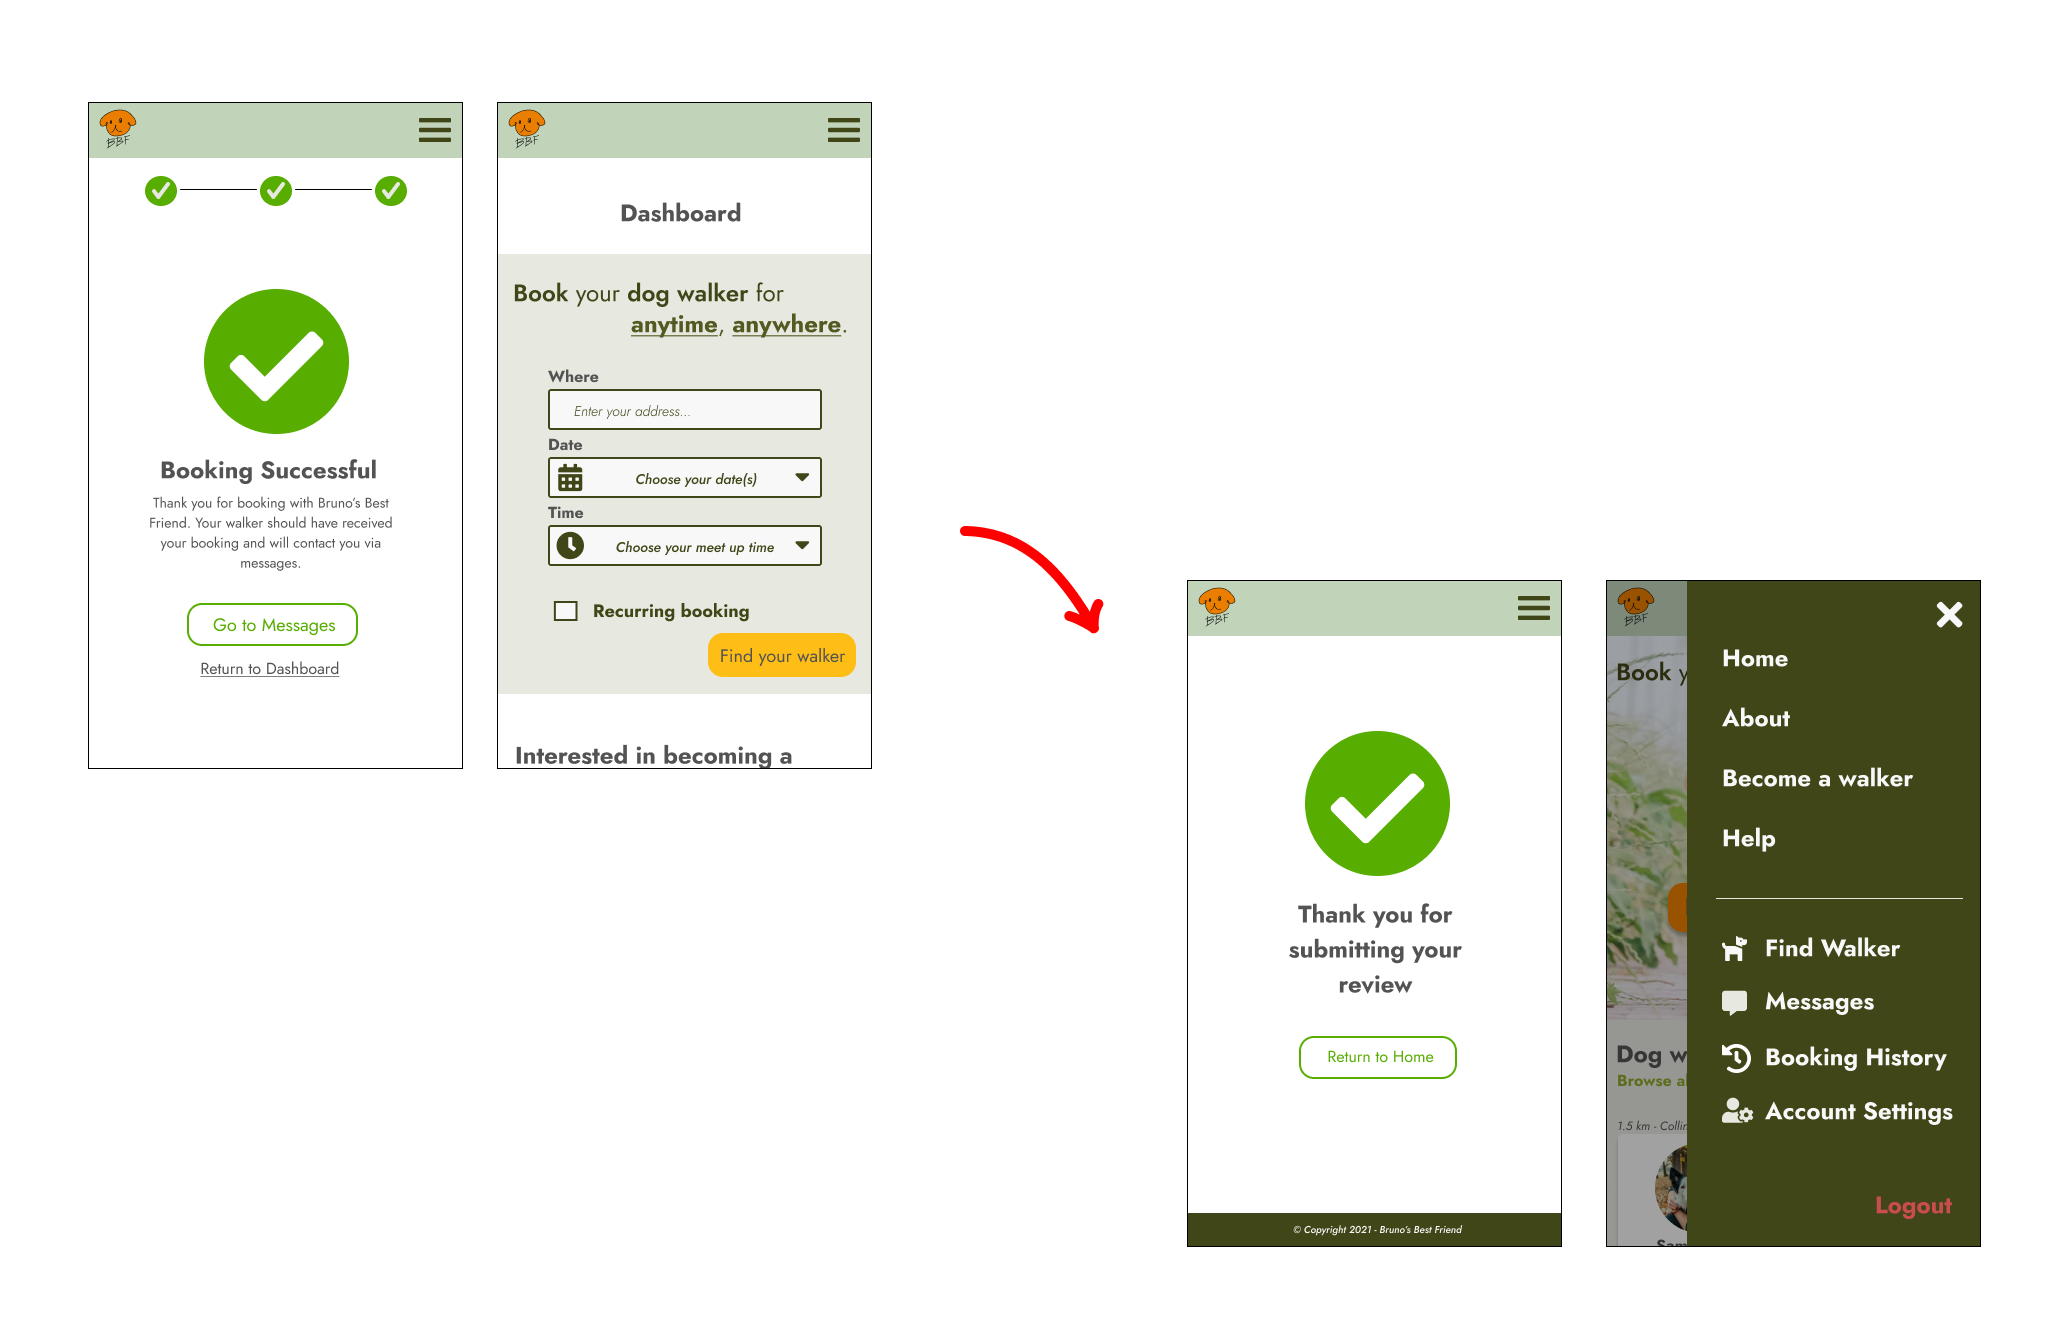 BBF
Booking Successful
Thank you for booking with Bruno's Best
Friend. Your walker should have received
your booking and will contact you via
messages.
Go to Messages
Return to Dashboard
BBF
Dashboard
Book your dog walker for
anytime, anywhere.
Where
Enter your address...
Date
Choose your date(s)
Time
Choose your meet up time
Recurring booking
Find your walker
Interested in becoming a
BBF
Thank you for
submitting your
review
Return to Home
© Copyright 2021 - Bruno's Best Friend
BBF
Book
Dog
Browse
1.5 km -
Home
About
Become a walker
Help
Find Walker
Messages
Booking History
Account Settings
Logout